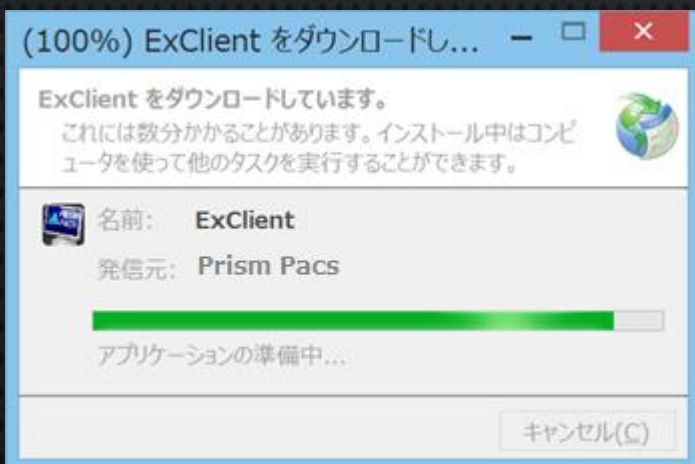 (100%) ExClient をダウンロードし...
ExClient をダウンロードしています。
これには数分かかることがあります。インストール中はコンピ
ュータを使って他のタスクを実行することができます。
名前: ExClient
発信元: Prism Pacs
アプリケーションの準備中...
キャンセル(C)